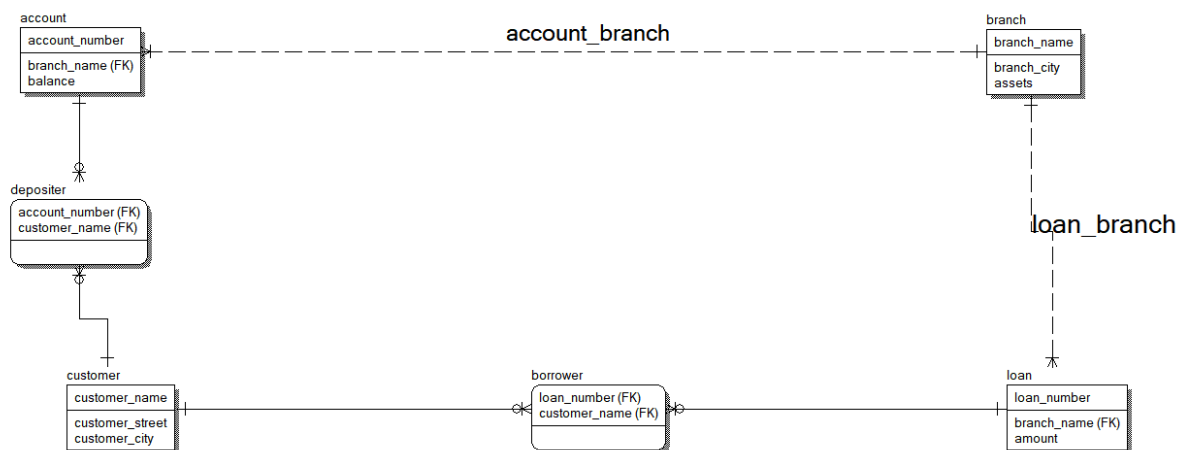 account
account_number
branch_name (FK)
balance
account_branch
branch
branch_name
branch_city
assets
depositer
account_number (FK)
customer_name (FK)
loan_branch
customer
customer_name
customer_street
customer_city
borrower
loan_number (FK)
customer_name (FK)
loan
loan_number
branch_name (FK)
amount